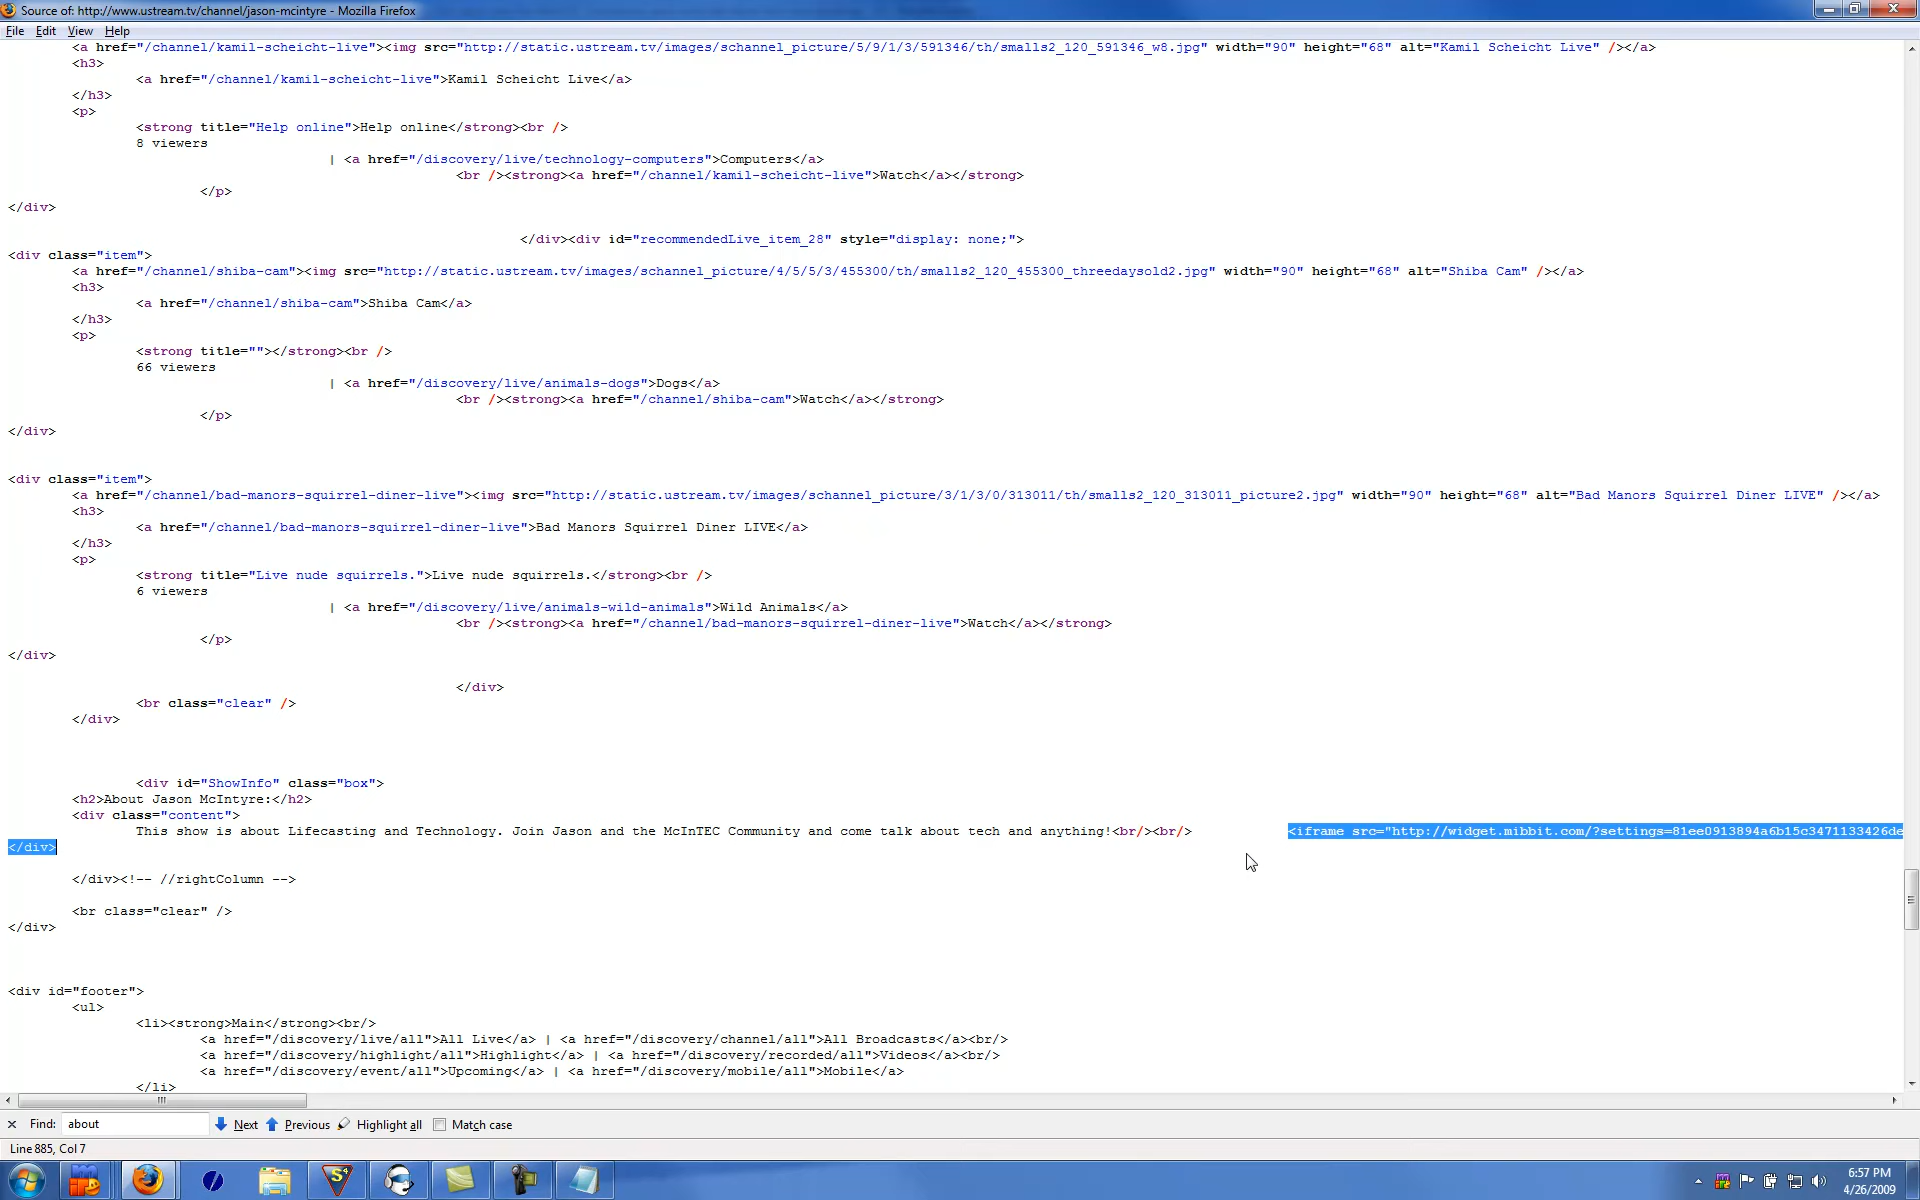 Source of: http://www.ustream.tv/channel/jason-mcintyre - Mozilla Firefox
File Edit View Help
<a href="/channel/kamil-scheicht-live"><img src="http://static.ustream.tv/images/schannel_picture/5/9/1/3/591346/th/smalls2_120_591346_w8.jpg" width="90" height="68" alt="Kamil Scheicht Live" /></a>
<h3>
<a href="/channel/kamil-scheicht-live">Kamil Scheicht Live</a>
</h3>
<p>
<strong title="Help online">Help online</strong><br />
8 viewers
| <a href="/discovery/live/technology-computers">Computers</a>
<br /><strong><a href="/channel/kamil-scheicht-live">Watch</a></strong>
</p>
</div>
</div><div id="recommendedLive_item_28" style="display: none;">
<div class="item">
<a href="/channel/shiba-cam"><img src="http://static.ustream.tv/images/schannel_picture/4/5/5/3/455300/th/smalls2_120_455300_threedaysold2.jpg" width="90" height="68" alt="Shiba Cam" /></a>
<h3>
<a href="/channel/shiba-cam">Shiba Cam</a>
</h3>
<p>
<strong title=""></strong><br />
66 viewers
| <a href="/discovery/live/animals-dogs">Dogs</a>
<br /><strong><a href="/channel/shiba-cam">Watch</a></strong>
</p>
</div>
<div class="item">
<a href="/channel/bad-manors-squirrel-diner-live"><img src="http://static.ustream.tv/images/schannel_picture/3/1/3/0/313011/th/smalls2_120_313011_picture2.jpg" width="90" height="68" alt="Bad Manors Squirrel Diner LIVE" /></a>
<h3>
<a href="/channel/bad-manors-squirrel-diner-live">Bad Manors Squirrel Diner LIVE</a>
</h3>
<p>
<strong title="Live nude squirrels.">Live nude squirrels.</strong><br />
6 viewers
| <a href="/discovery/live/animals-wild-animals">Wild Animals</a>
<br /><strong><a href="/channel/bad-manors-squirrel-diner-live">Watch</a></strong>
</p>
</div>
</div>
<br class="clear" />
</div>
<div id="ShowInfo" class="box">
<h2>About Jason McIntyre:</h2>
<div class="content">
This show is about Lifecasting and Technology. Join Jason and the McInTEC Community and come talk about tech and anything!<br/><br/> <iframe src="http://widget.mibbit.com/?settings=81ee0913894a6b15c3471133426de
</div>
</div><!-- //rightColumn -->
<br class="clear" />
</div>
<div id="footer">
<ul>
<li><strong>Main</strong><br/>
<a href="/discovery/live/all">All Live</a> | <a href="/discovery/channel/all">All Broadcasts</a><br/>
<a href="/discovery/highlight/all">Highlight</a> | <a href="/discovery/recorded/all">Videos</a><br/>
<a href="/discovery/event/all">Upcoming</a> | <a href="/discovery/mobile/all">Mobile</a>
</li>
Find: about Next Previous Highlight all Match case
Line 885, Col 7
6:57 PM
4/26/2009